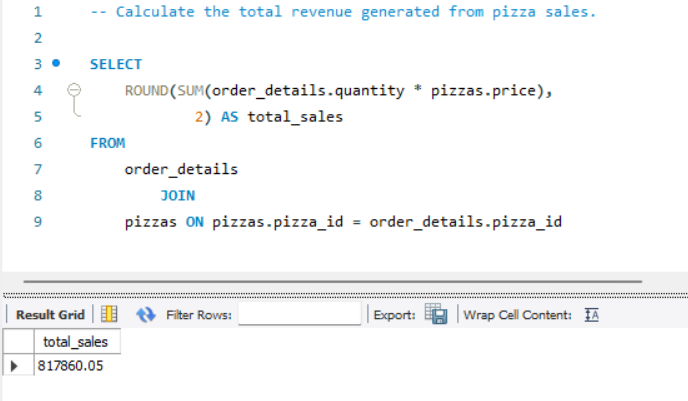 1 -- Calculate the total revenue generated from pizza sales.
2
3 SELECT
4 ROUND(SUM(order_details.quantity * pizzas.price),
5 2) AS total_sales
6 FROM
7 order_details
8 JOIN
9 pizzas ON pizzas.pizza_id = order_details.pizza_id
Result Grid Filter Rows: Export: Wrap Cell Content: IA
total_sales
817860.05